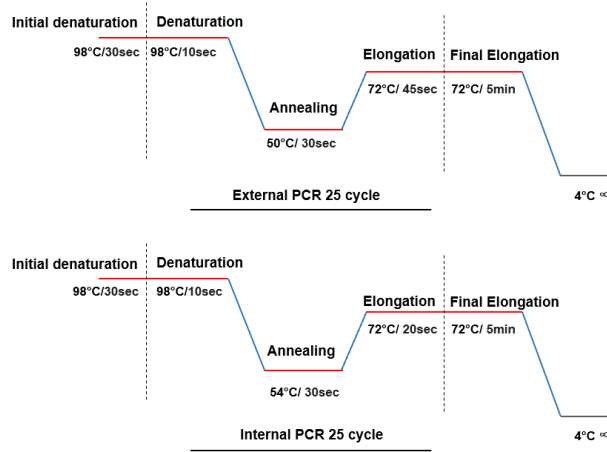 Initial denaturation
Denaturation
98°C/30sec
98°C/10sec
Annealing
50°C/ 30sec
Elongation
Final Elongation
72°C/ 45sec
72°C/ 5min
4°C ∞
External PCR 25 cycle
Initial denaturation
Denaturation
98°C/30sec
98°C/10sec
Annealing
54°C/ 30sec
Elongation
Final Elongation
72°C/ 20sec
72°C/ 5min
4°C ∞
Internal PCR 25 cycle